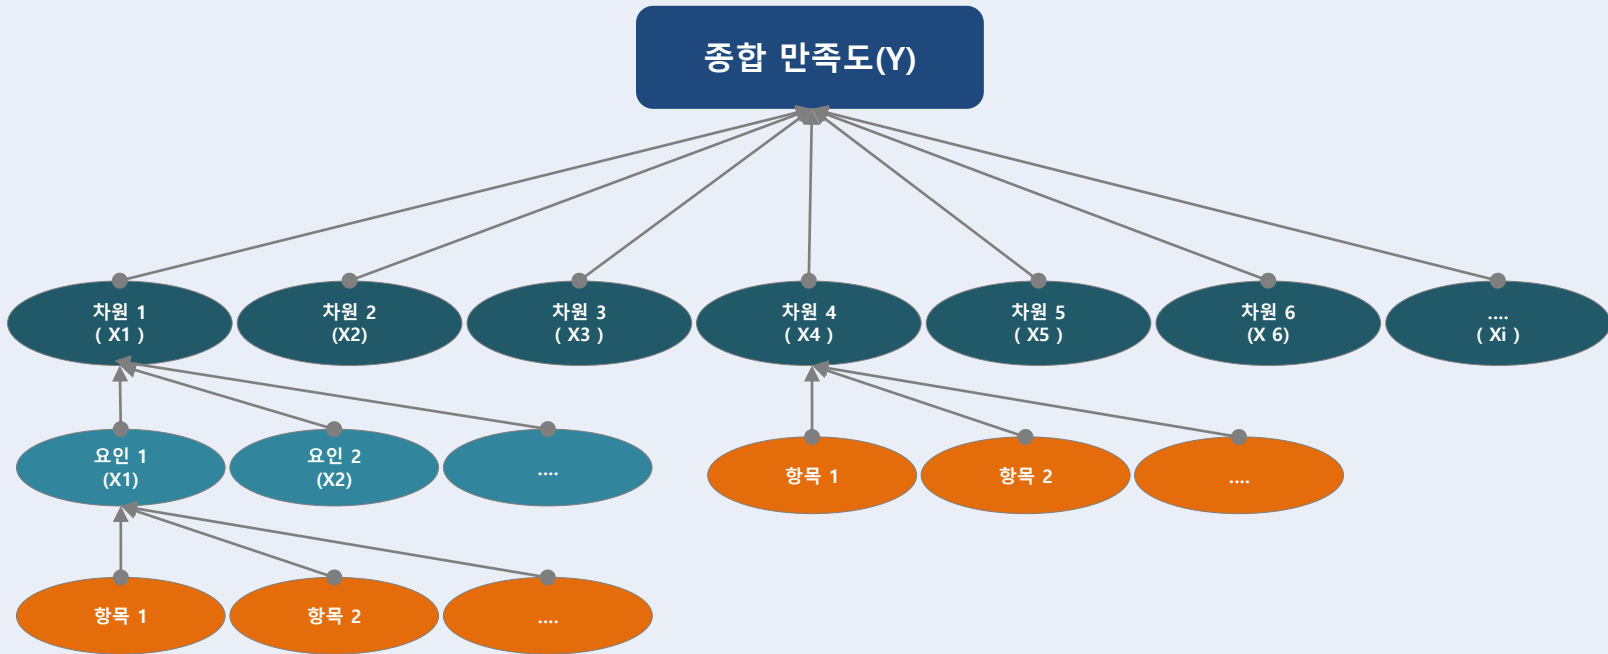 종합 만족도(Y)
차원 1
( X1 )
차원 2
(X2)
차원 3
( X3 )
차원 4
( X4 )
차원 5
( X5 )
차원 6
(X 6)
....
( Xi )
요인 1
(X1)
요인 2
(X2)
....
항목 1
항목 2
....
항목 1
항목 2
....